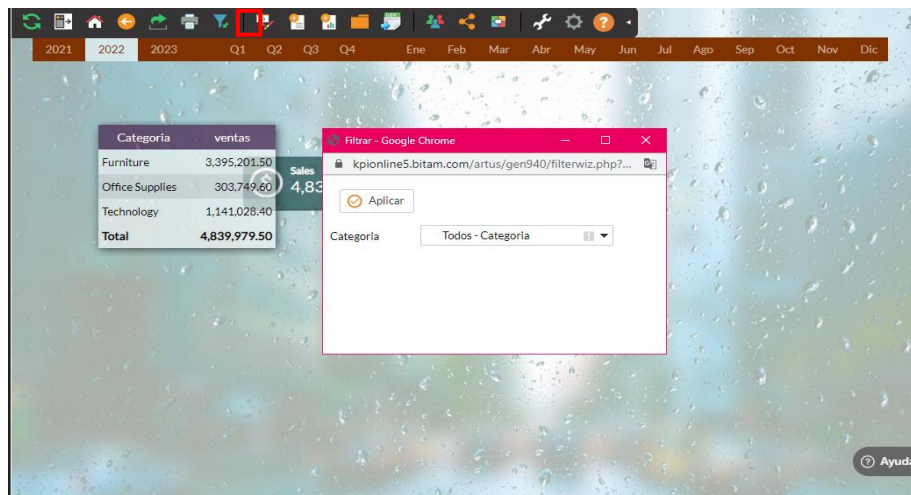 2021 2022 2023 Q1 Q2 Q3 Q4 Ene Feb Mar Abr May Jun Jul Ago Sep Oct Nov Dic
Categoria ventas
Furniture 3,395,201.50
Office Supplies 303,749.60
Technology 1,141,028.40
Total 4,839,979.50
Sales
4,83
Filtrar - Google Chrome
kpionline5.bitam.com/artus/gen940/filterwiz.php?...
Aplicar
Categoria Todos - Categoria
Ayuda